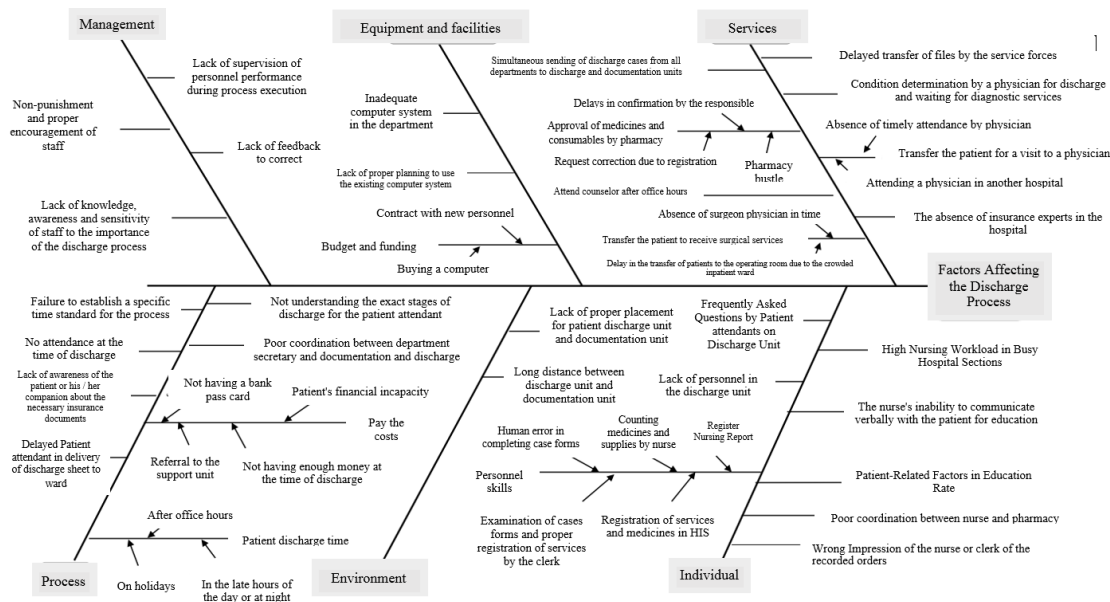 Management
Equipment and facilities
Services
Lack of supervision of
personnel performance
during process execution
Non-punishment
and proper
encouragement of
staff
Lack of feedback
to correct
Lack of knowledge,
awareness and sensitivity
of staff to the importance
of the discharge process
Inadequate
computer system
in the department
Lack of proper planning to use
the existing computer system
Contract with new personnel
Budget and funding
Buying a computer
Simultaneous sending of discharge cases from all
departments to discharge and documentation units
Delays in confirmation by the responsible
Approval of medicines and
consumables by pharmacy
Request correction due to registration
Pharmacy
bustle
Attend counselor after office hours
Absence of surgeon physician in time
Transfer the patient to receive surgical services
Delay in the transfer of patients to the operating room due to the crowded
inpatient ward
Delayed transfer of files by the service forces
Condition determination by a physician for discharge
and waiting for diagnostic services
Absence of timely attendance by physician
Transfer the patient for a visit to a physician
Attending a physician in another hospital
The absence of insurance experts in the
hospital
Factors Affecting
the Discharge
Process
Failure to establish a specific
time standard for the process
No attendance at the
time of discharge
Lack of awareness of the
patient or his / her
companion about the
necessary insurance
documents
Delayed Patient
attendant in delivery
of discharge sheet to
ward
Not understanding the exact stages of
discharge for the patient attendant
Poor coordination between department
secretary and documentation and discharge
Not having a bank
pass card
Patient's financial incapacity
Pay the
costs
Referral to the
support unit
Not having enough money at
the time of discharge
After office hours
Patient discharge time
On holidays
In the late hours of
the day or at night
Process
Lack of proper placement
for patient discharge unit
and documentation unit
Long distance between
discharge unit and
documentation unit
Environment
Frequently Asked
Questions by Patient
attendants on
Discharge Unit
Lack of personnel in
the discharge unit
Human error in
completing case forms
Counting
medicines and
supplies by nurse
Register
Nursing Report
Personnel
skills
Examination of cases
forms and proper
registration of services
by the clerk
Registration of services
and medicines in HIS
High Nursing Workload in Busy
Hospital Sections
The nurse's inability to communicate
verbally with the patient for education
Patient-Related Factors in Education
Rate
Poor coordination between nurse and pharmacy
Wrong Impression of the nurse or clerk of the
recorded orders
Individual